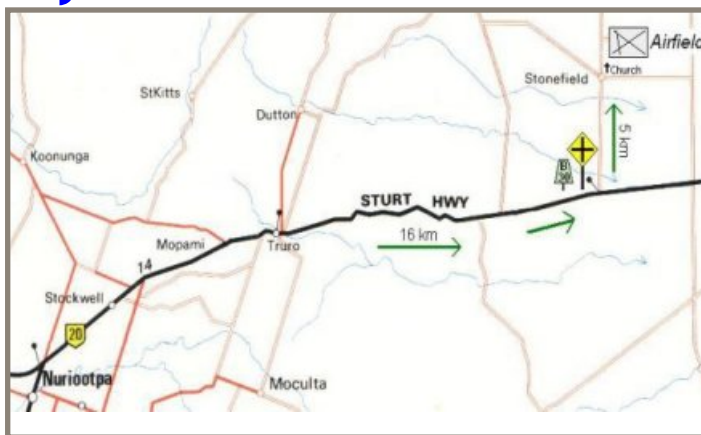 Airfield
Church
Stonefield
StKitts
Dutton
Koonunga
5 km
STURT HWY
Mopami
Truro
16 km
14
Stockwell
20
Nuriootpa
Moculta